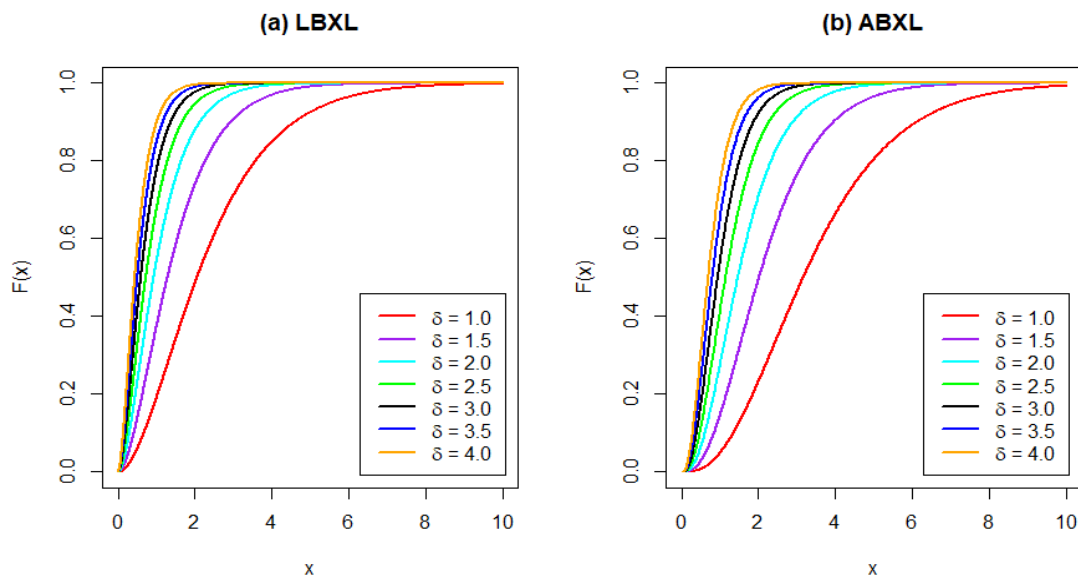 (a) LBXL
F(x)
1.0
0.8
0.6
0.4
0.2
0.0
δ = 1.0
δ = 1.5
δ = 2.0
δ = 2.5
δ = 3.0
δ = 3.5
δ = 4.0
0 2 4 6 8 10
x
(b) ABXL
F(x)
1.0
0.8
0.6
0.4
0.2
0.0
δ = 1.0
δ = 1.5
δ = 2.0
δ = 2.5
δ = 3.0
δ = 3.5
δ = 4.0
0 2 4 6 8 10
x